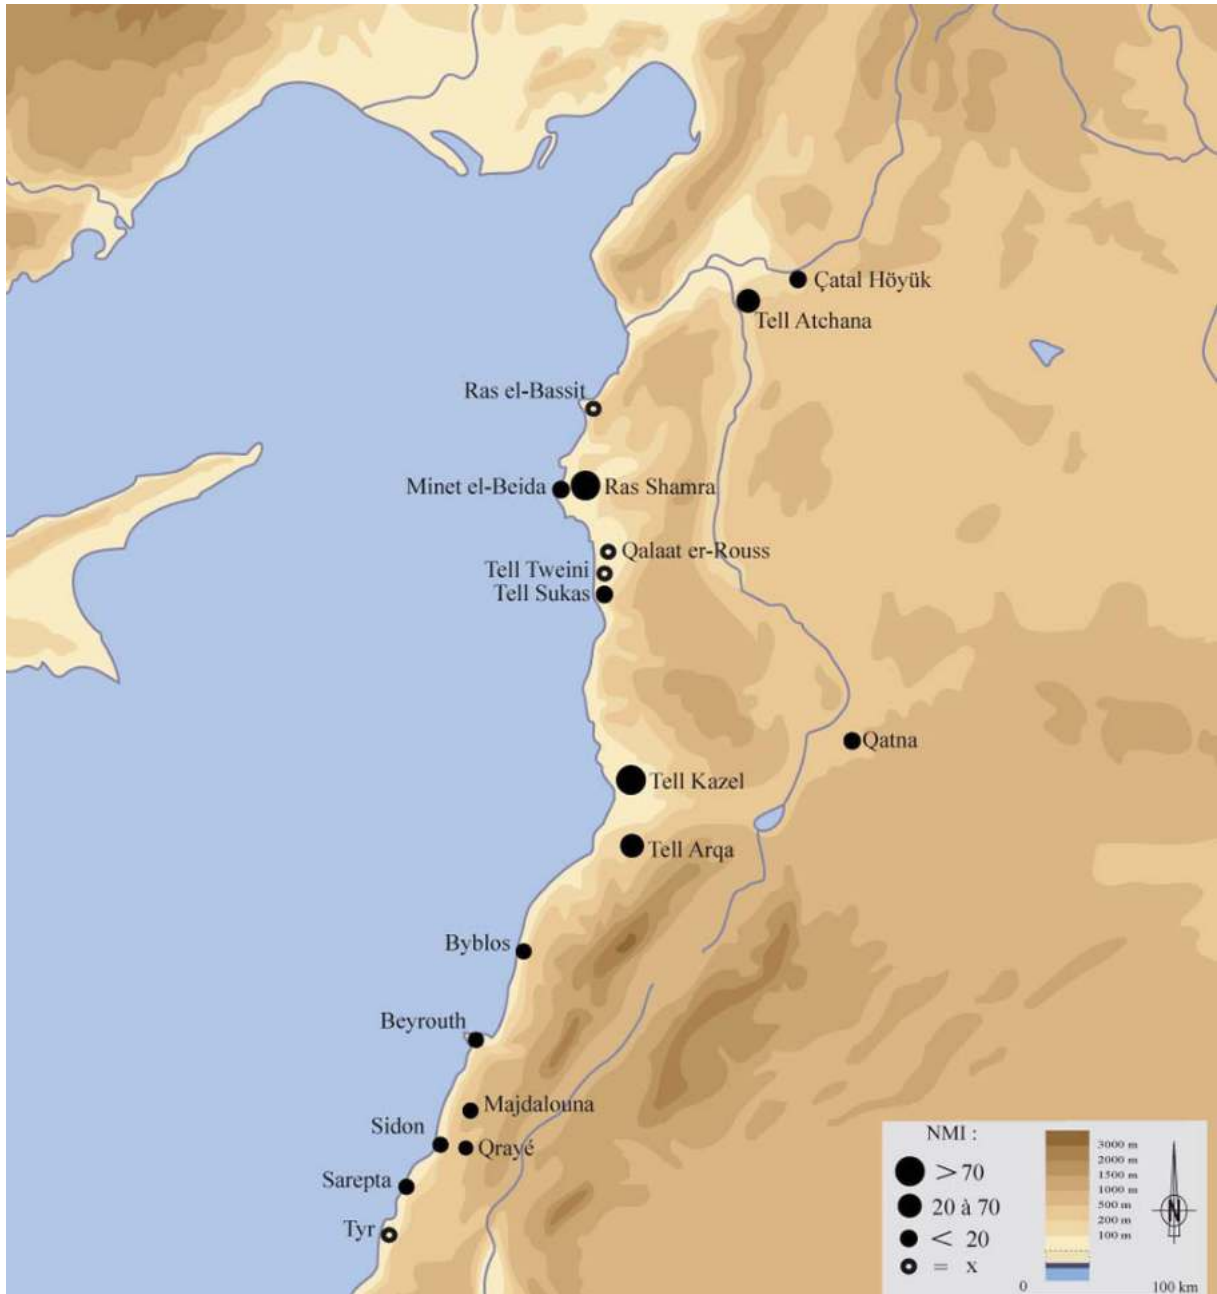 Çatal Höyük
Tell Atchana
Ras el-Bassit
Minet el-Beida
Ras Shamra
Qalaat er-Rouss
Tell Tweini
Tell Sukas
Qatna
Tell Kazel
Tell Arqa
Byblos
Beyrouth
Majdalouna
Sidon
Qrayé
Sarepta
Tyr
NMI :
> 70
20 à 70
< 20
= x
3000 m
2000 m
1500 m
1000 m
500 m
200 m
100 m
N
0 100 km